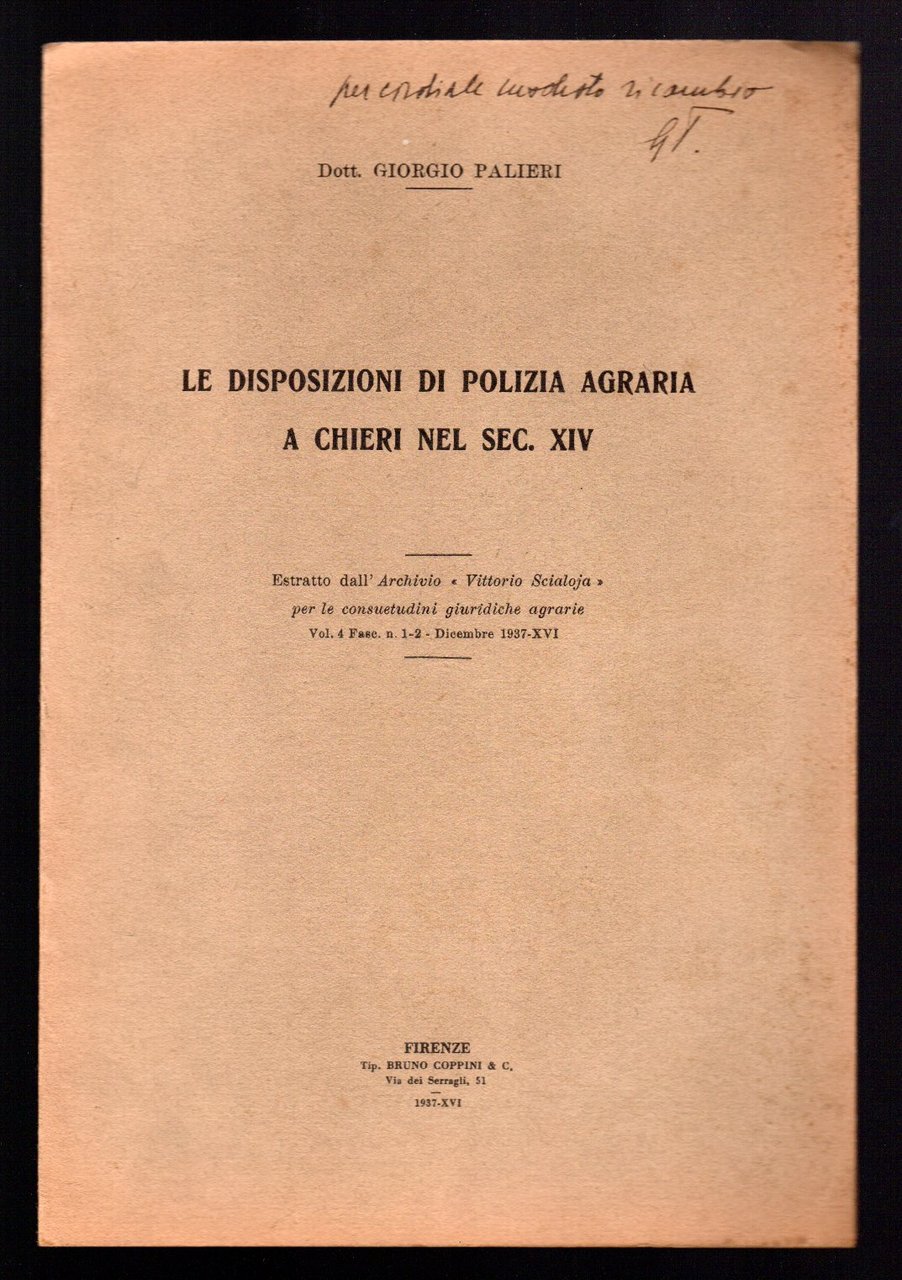 per cordiale modesto ricambio
GP.
Dott. GIORGIO PALIERI
LE DISPOSIZIONI DI POLIZIA AGRARIA
A CHIERI NEL SEC. XIV
Estratto dall' Archivio « Vittorio Scialoja »
per le consuetudini giuridiche agrarie
Vol. 4 Fasc. n. 1-2 - Dicembre 1937-XVI
FIRENZE
Tip. BRUNO COPPINI & C.
Via dei Serragli, 51
1937-XVI